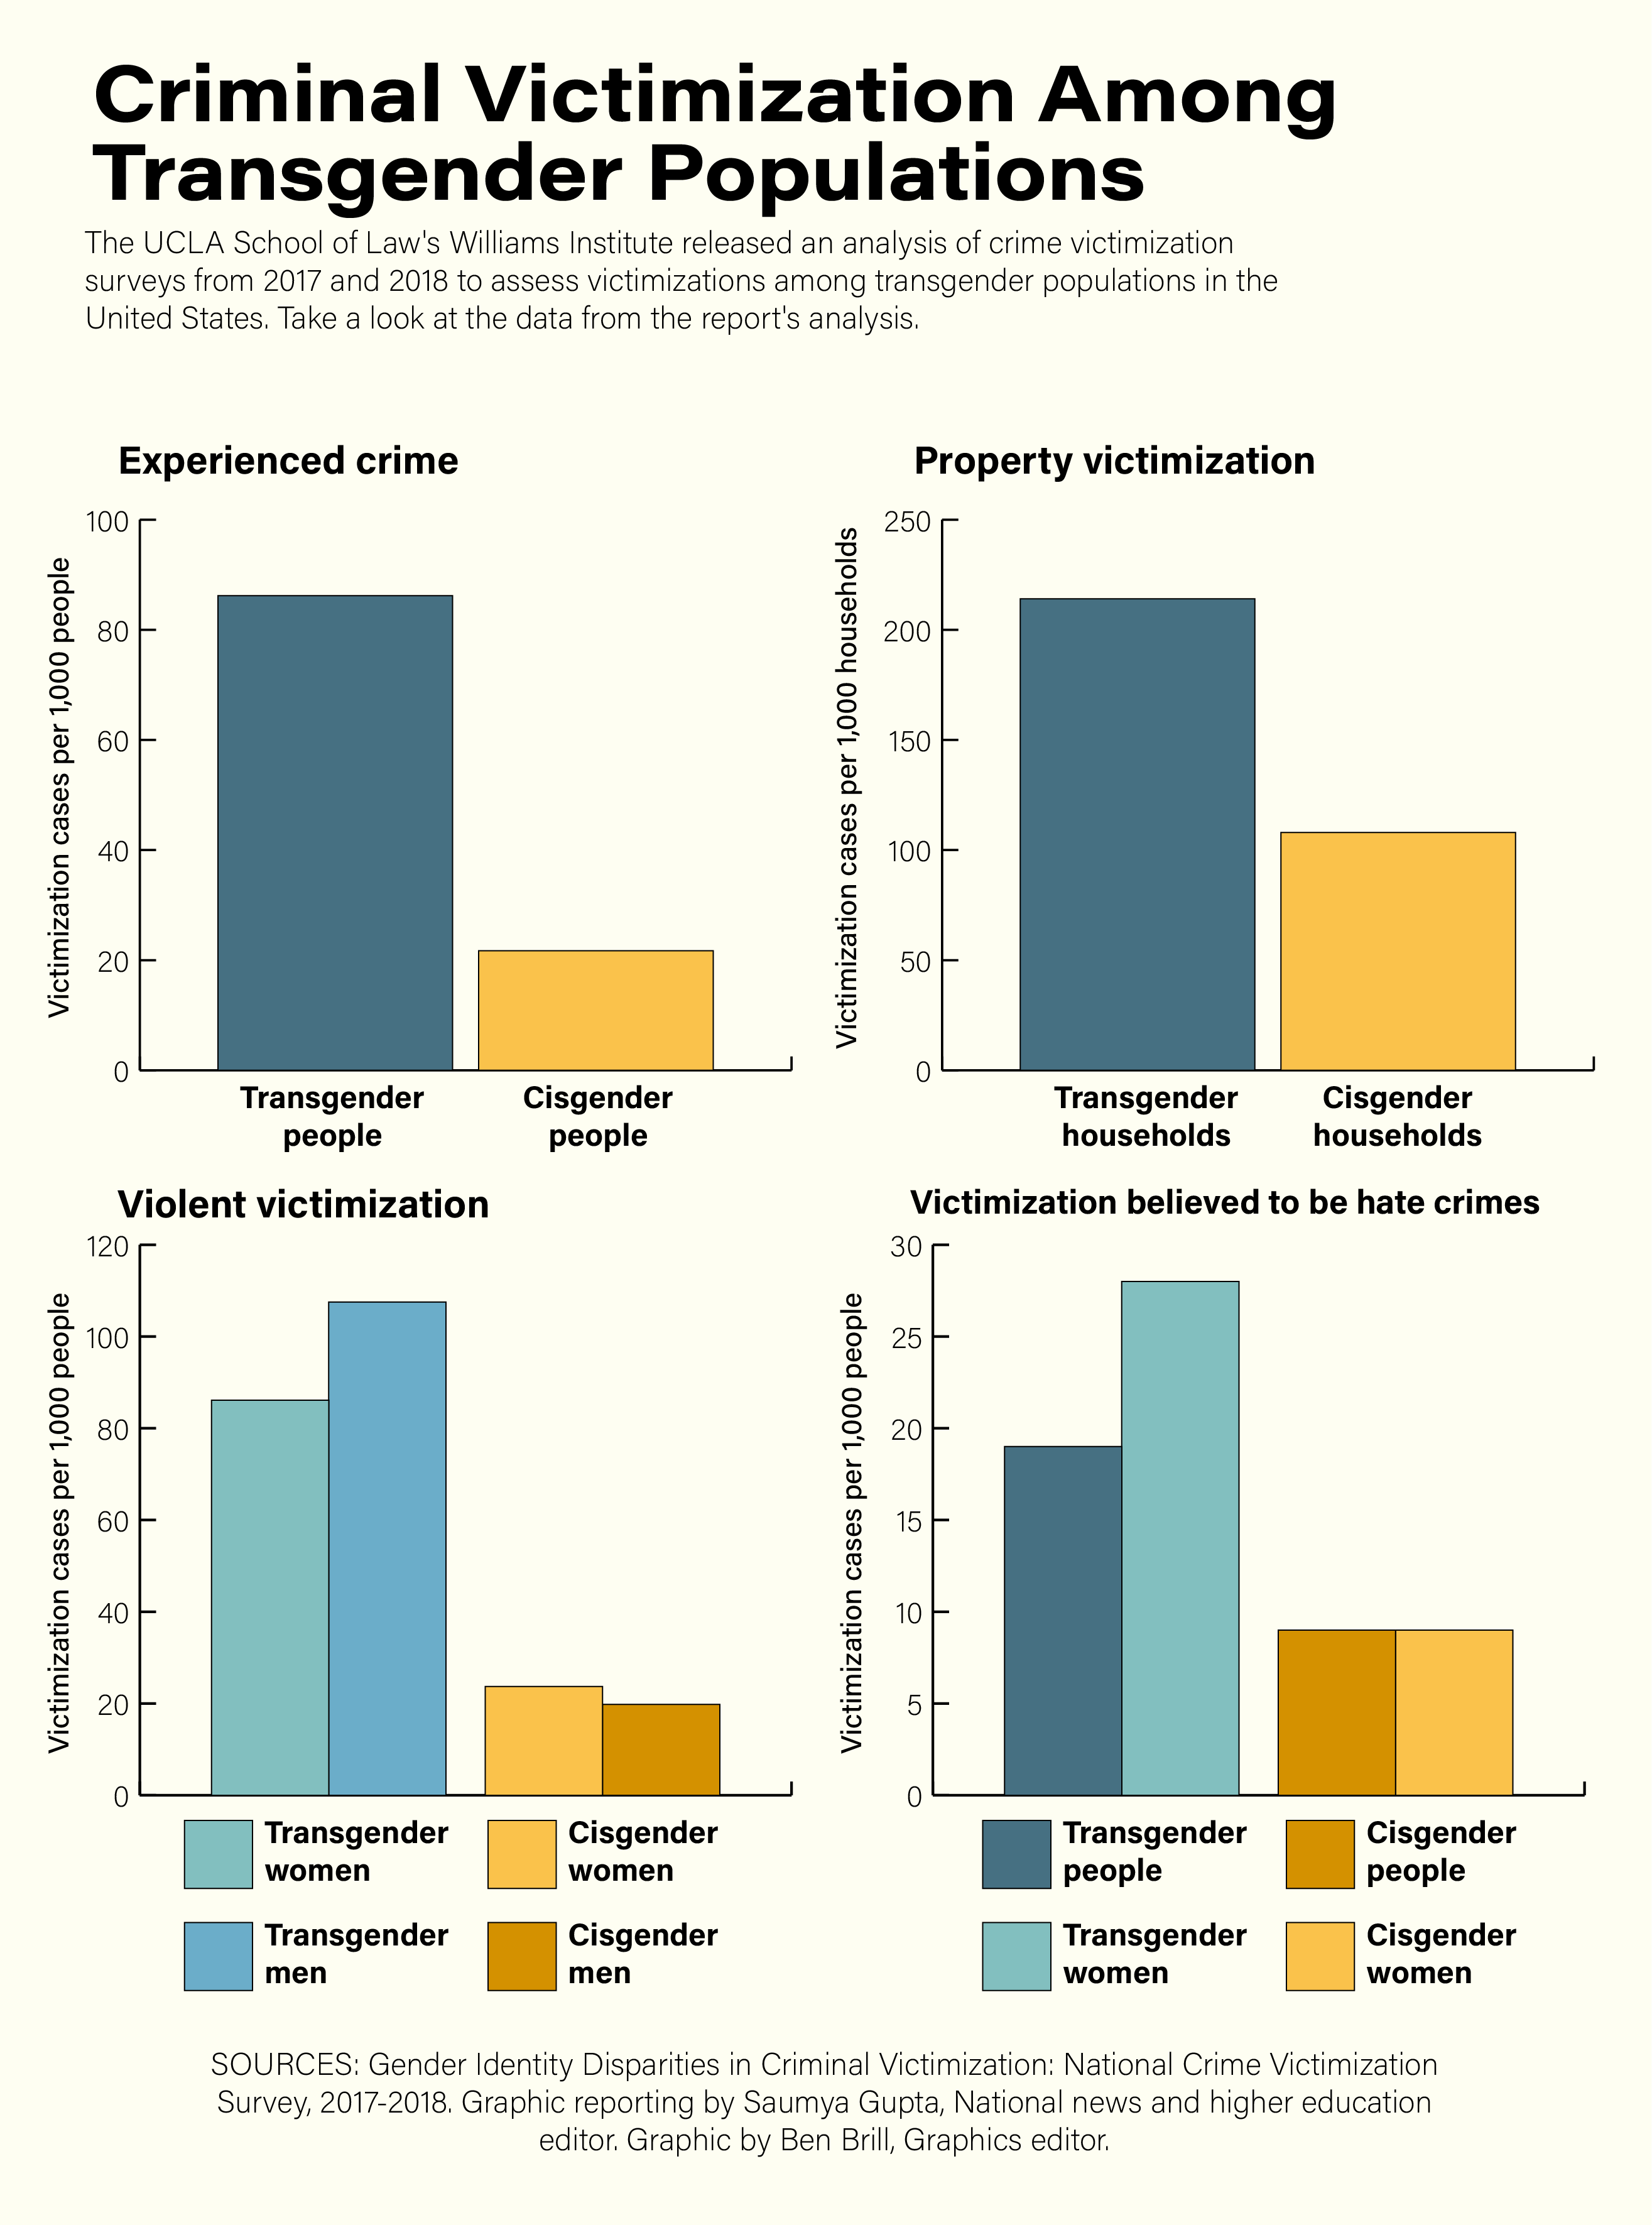 Criminal Victimization Among
Transgender Populations
The UCLA School of Law's Williams Institute released an analysis of crime victimization
surveys from 2017 and 2018 to assess victimizations among transgender populations in the
United States. Take a look at the data from the report's analysis.
Experienced crime
Victimization cases per 1,000 people
100
80
60
40
20
0
Transgender
people
Cisgender
people
Property victimization
Victimization cases per 1,000 households
250
200
150
100
50
0
Transgender
households
Cisgender
households
Violent victimization
Victimization cases per 1,000 people
120
100
80
60
40
20
0
Transgender
women
Cisgender
women
Transgender
men
Cisgender
men
Victimization believed to be hate crimes
Victimization cases per 1,000 people
30
25
20
15
10
5
0
Transgender
people
Cisgender
people
Transgender
women
Cisgender
women
SOURCES: Gender Identity Disparities in Criminal Victimization: National Crime Victimization
Survey, 2017-2018. Graphic reporting by Saumya Gupta, National news and higher education
editor. Graphic by Ben Brill, Graphics editor.